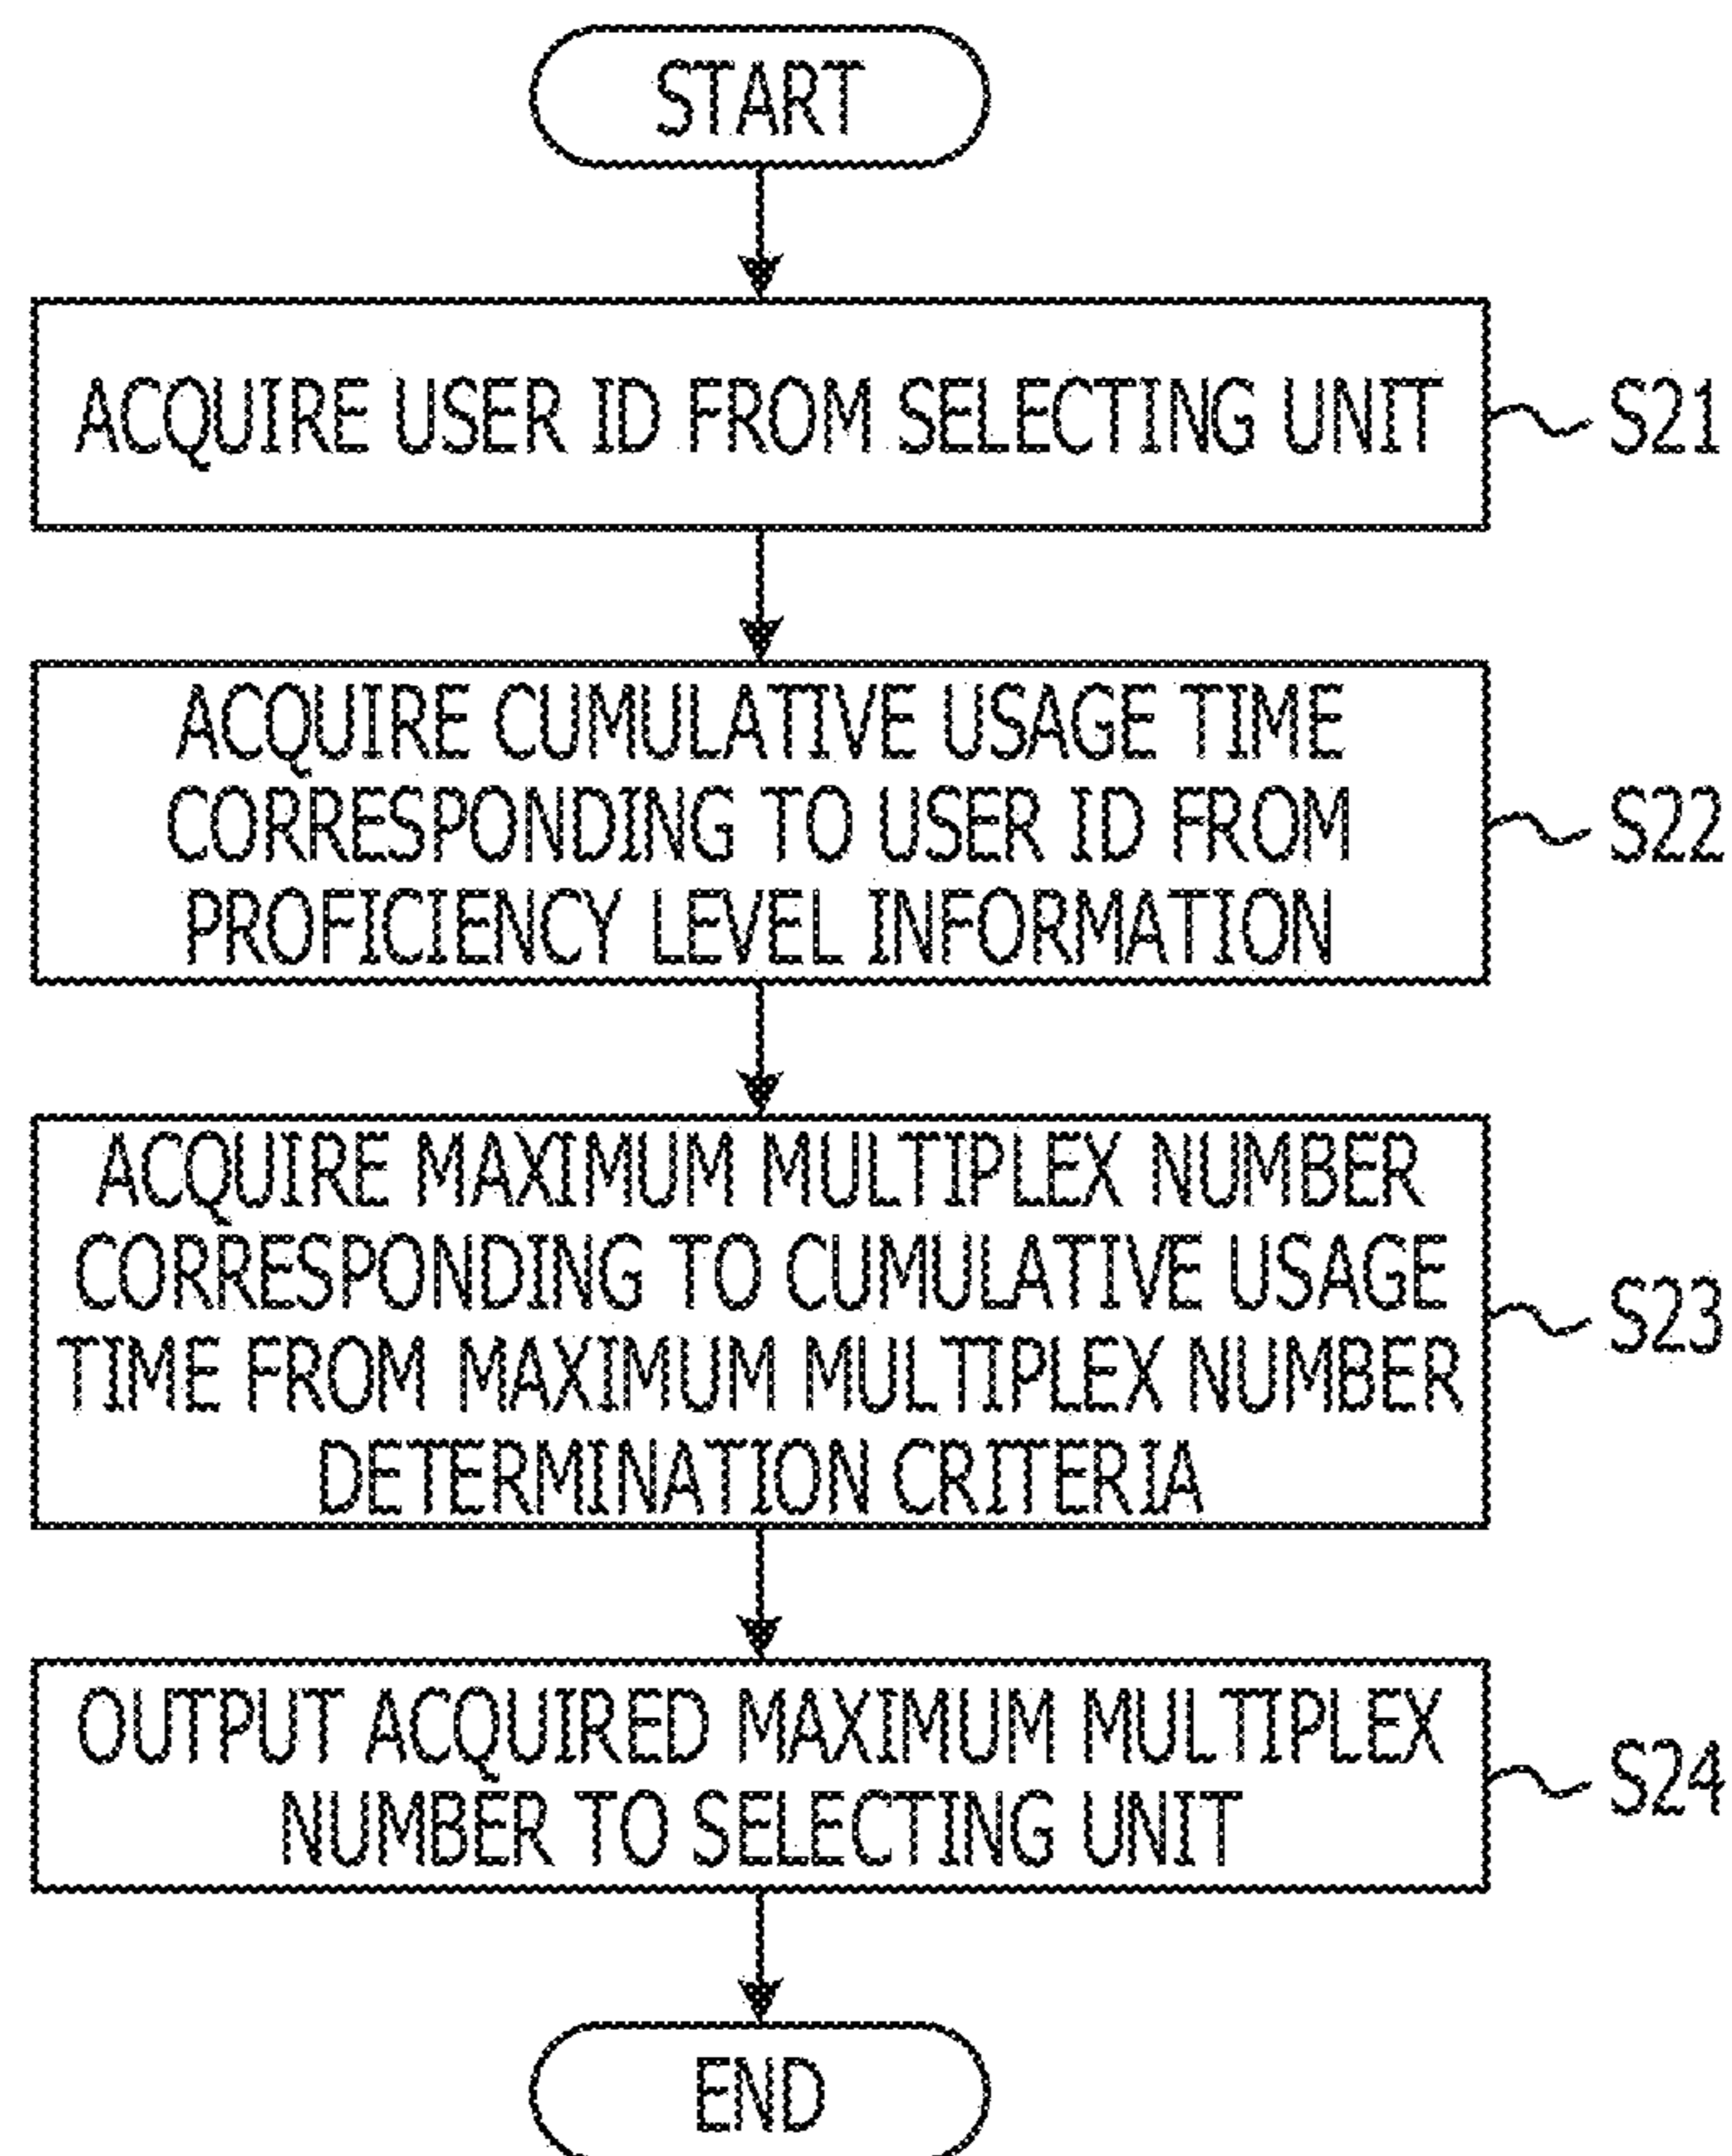 START
ACQUIRE USER ID FROM SELECTING UNIT
S21
ACQUIRE CUMULATIVE USAGE TIME
CORRESPONDING TO USER ID FROM
PROFICIENCY LEVEL INFORMATION
S22
ACQUIRE MAXIMUM MULTIPLEX NUMBER
CORRESPONDING TO CUMULATIVE USAGE
TIME FROM MAXIMUM MULTIPLEX NUMBER
DETERMINATION CRITERIA
S23
OUTPUT ACQUIRED MAXIMUM MULTIPLEX
NUMBER TO SELECTING UNIT
S24
END